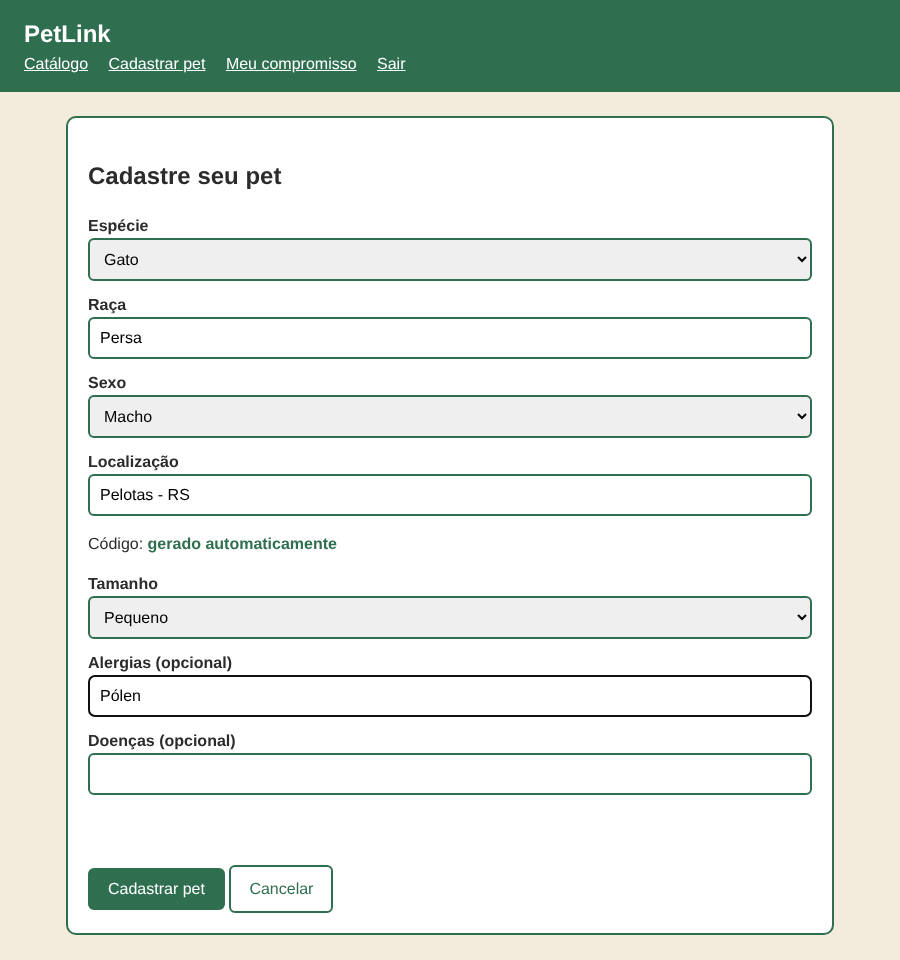 PetLink
Catálogo Cadastrar pet Meu compromisso Sair
Cadastre seu pet
Espécie
Gato
Raça
Persa
Sexo
Macho
Localização
Pelotas - RS
Código: gerado automaticamente
Tamanho
Pequeno
Alergias (opcional)
Pólen
Doenças (opcional)
Cadastrar pet Cancelar